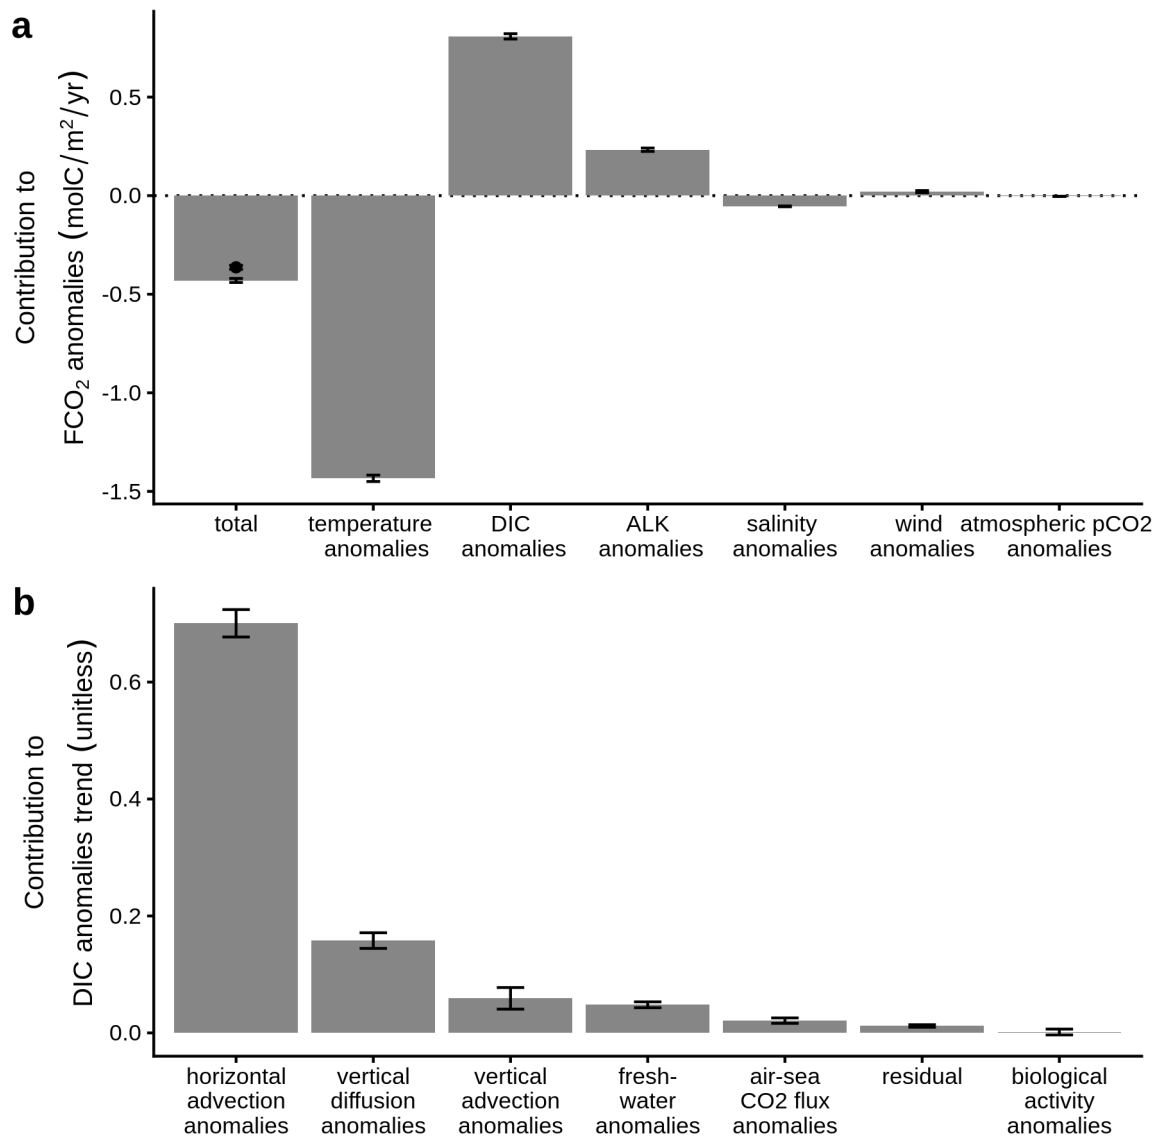 a
Contribution to
FCO₂ anomalies (molC/m²/yr)
0.5
0.0
-0.5
-1.0
-1.5
total
temperature
anomalies
DIC
anomalies
ALK
anomalies
salinity
anomalies
wind
anomalies
atmospheric pCO2
anomalies
b
Contribution to
DIC anomalies trend (unitless)
0.6
0.4
0.2
0.0
horizontal
advection
anomalies
vertical
diffusion
anomalies
vertical
advection
anomalies
fresh-
water
anomalies
air-sea
CO2 flux
anomalies
residual
biological
activity
anomalies